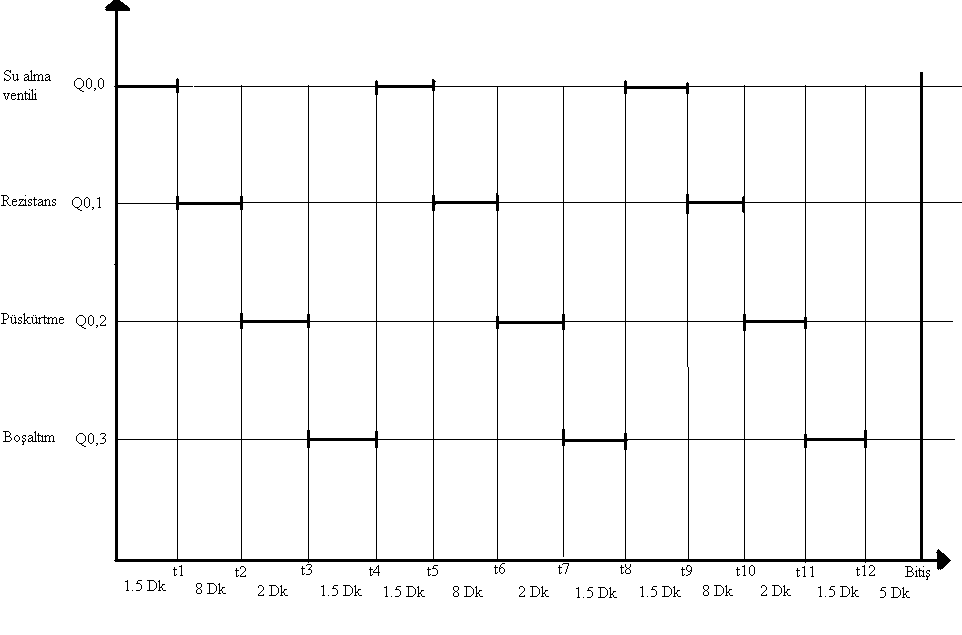 Su alma
ventili
Q0,0
Rezistans
Q0,1
Püskürtme
Q0,2
Boşaltım
Q0,3
t1 t2 t3 t4 t5 t6 t7 t8 t9 t10 t11 t12 Bitiş
1.5 Dk 8 Dk 2 Dk 1.5 Dk 1.5 Dk 8 Dk 2 Dk 1.5 Dk 1.5 Dk 8 Dk 2 Dk 1.5 Dk 5 Dk